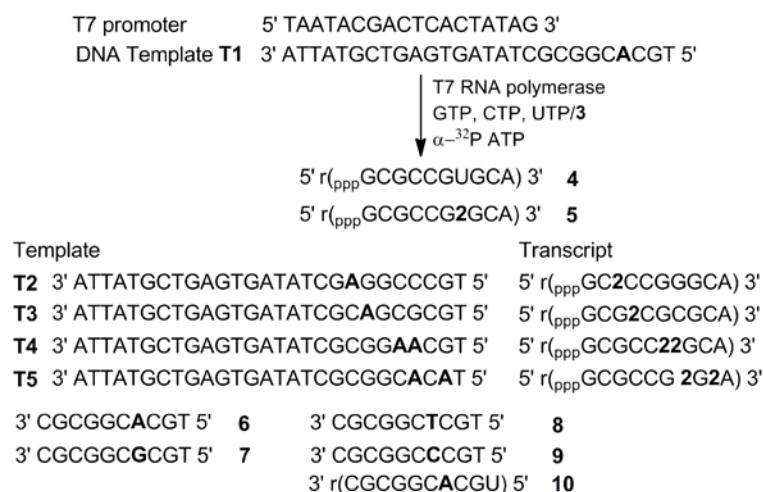 T7 promoter 5' TAATACGACTCACTATAG 3'
DNA Template T1 3' ATTATGCTGAGTGATATCGCGGCACGT 5'
T7 RNA polymerase
GTP, CTP, UTP/3
α–³²P ATP
5' r(pppGCGCCGUGCA) 3' 4
5' r(pppGCGCCG2GCA) 3' 5
Template Transcript
T2 3' ATTATGCTGAGTGATATCGAGGCCCGT 5' 5' r(pppGC2CCGGGCA) 3'
T3 3' ATTATGCTGAGTGATATCGCAGCGCGT 5' 5' r(pppGCG2CGCGCA) 3'
T4 3' ATTATGCTGAGTGATATCGCGGAACGT 5' 5' r(pppGCGCC22GCA) 3'
T5 3' ATTATGCTGAGTGATATCGCGGCACAT 5' 5' r(pppGCGCCG 2G2A) 3'
3' CGCGGCACGT 5' 6 3' CGCGGCTCGT 5' 8
3' CGCGGCGCGT 5' 7 3' CGCGGCCCGT 5' 9
3' r(CGCGGCACGU) 5' 10